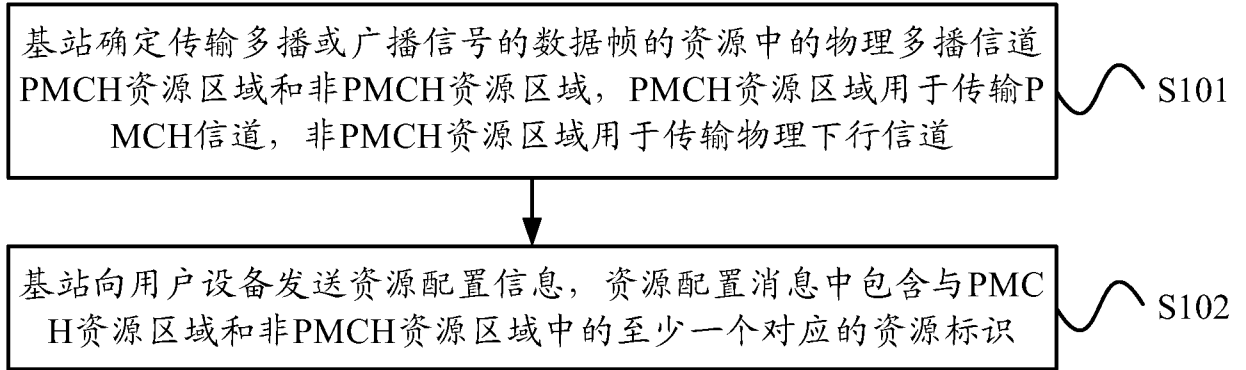 基站确定传输多播或广播信号的数据帧的资源中的物理多播信道
PMCH资源区域和非PMCH资源区域，PMCH资源区域用于传输P
MCH信道，非PMCH资源区域用于传输物理下行信道
S101
基站向用户设备发送资源配置信息，资源配置消息中包含与PMC
H资源区域和非PMCH资源区域中的至少一个对应的资源标识
S102